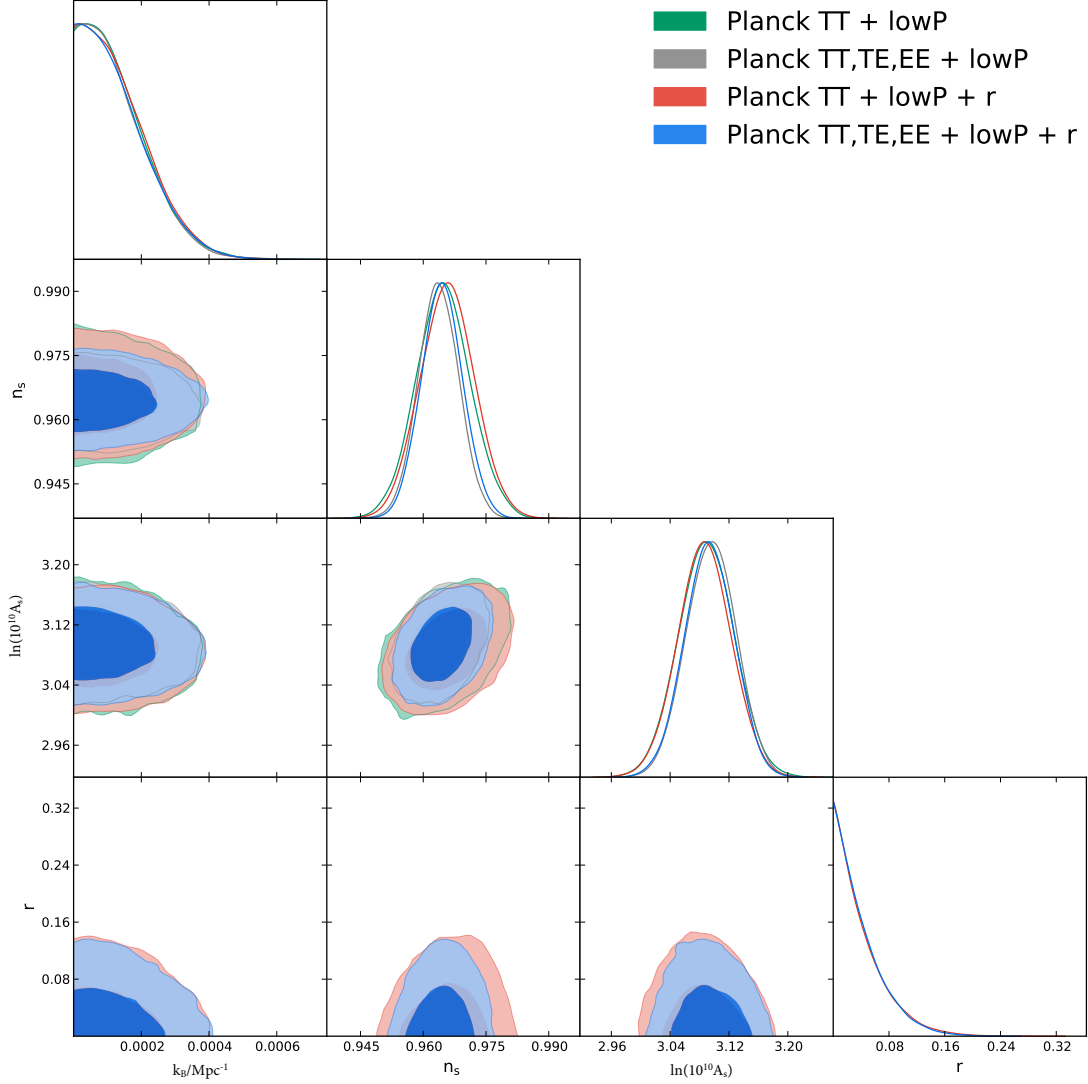 Planck TT + lowP
Planck TT,TE,EE + lowP
Planck TT + lowP + r
Planck TT,TE,EE + lowP + r
0.990
0.975
0.960
0.945
n_s
3.20
3.12
3.04
2.96
ln(10^10A_s)
0.32
0.24
0.16
0.08
r
0.0002 0.0004 0.0006 0.945 0.960 0.975 0.990 2.96 3.04 3.12 3.20 0.08 0.16 0.24 0.32
k_B/Mpc^-1 n_s ln(10^10A_s) r